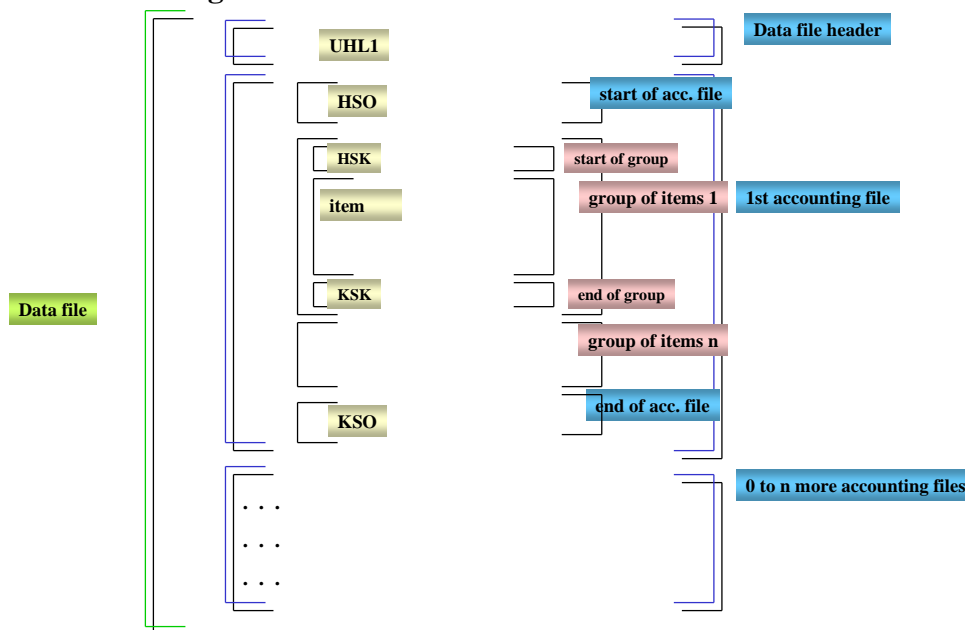 g
UHL1
Data file header
HSO
start of acc. file
HSK
start of group
item
group of items 1
1st accounting file
KSK
end of group
Data file
group of items n
KSO
end of acc. file
0 to n more accounting files
. . .
. . .
. . .